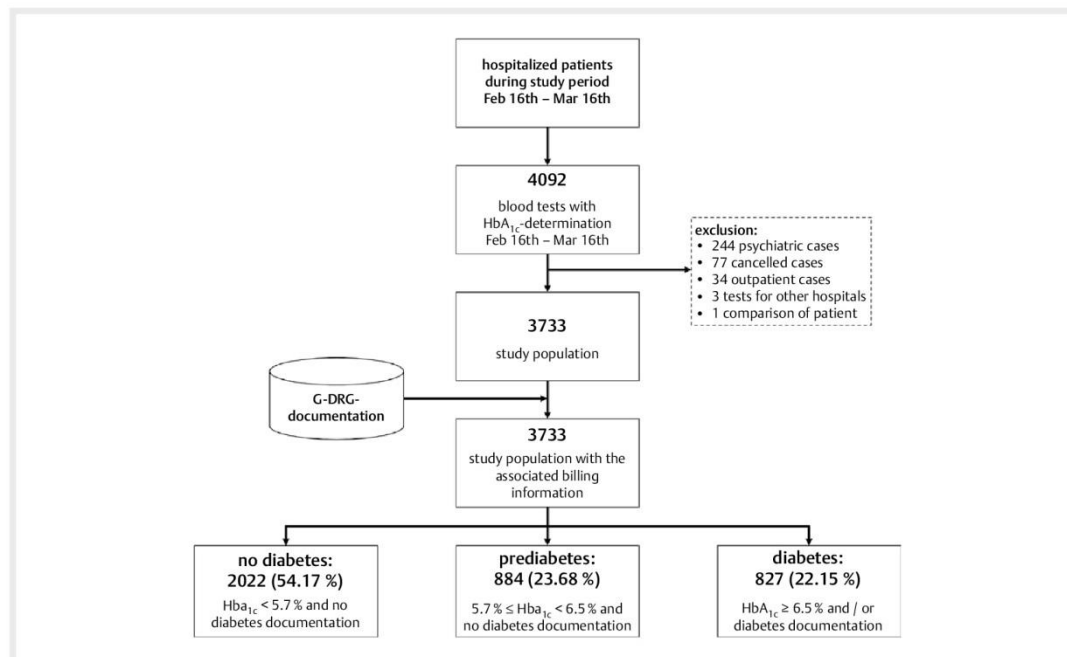 hospitalized patients
during study period
Feb 16th – Mar 16th
4092
blood tests with
HbA1c-determination
Feb 16th – Mar 16th
exclusion:
• 244 psychiatric cases
• 77 cancelled cases
• 34 outpatient cases
• 3 tests for other hospitals
• 1 comparison of patient
3733
study population
G-DRG-
documentation
3733
study population with the
associated billing
information
no diabetes:
2022 (54.17 %)
Hba1c < 5.7 % and no
diabetes documentation
prediabetes:
884 (23.68 %)
5.7 % ≤ Hba1c < 6.5 % and
no diabetes documentation
diabetes:
827 (22.15 %)
HbA1c ≥ 6.5 % and / or
diabetes documentation